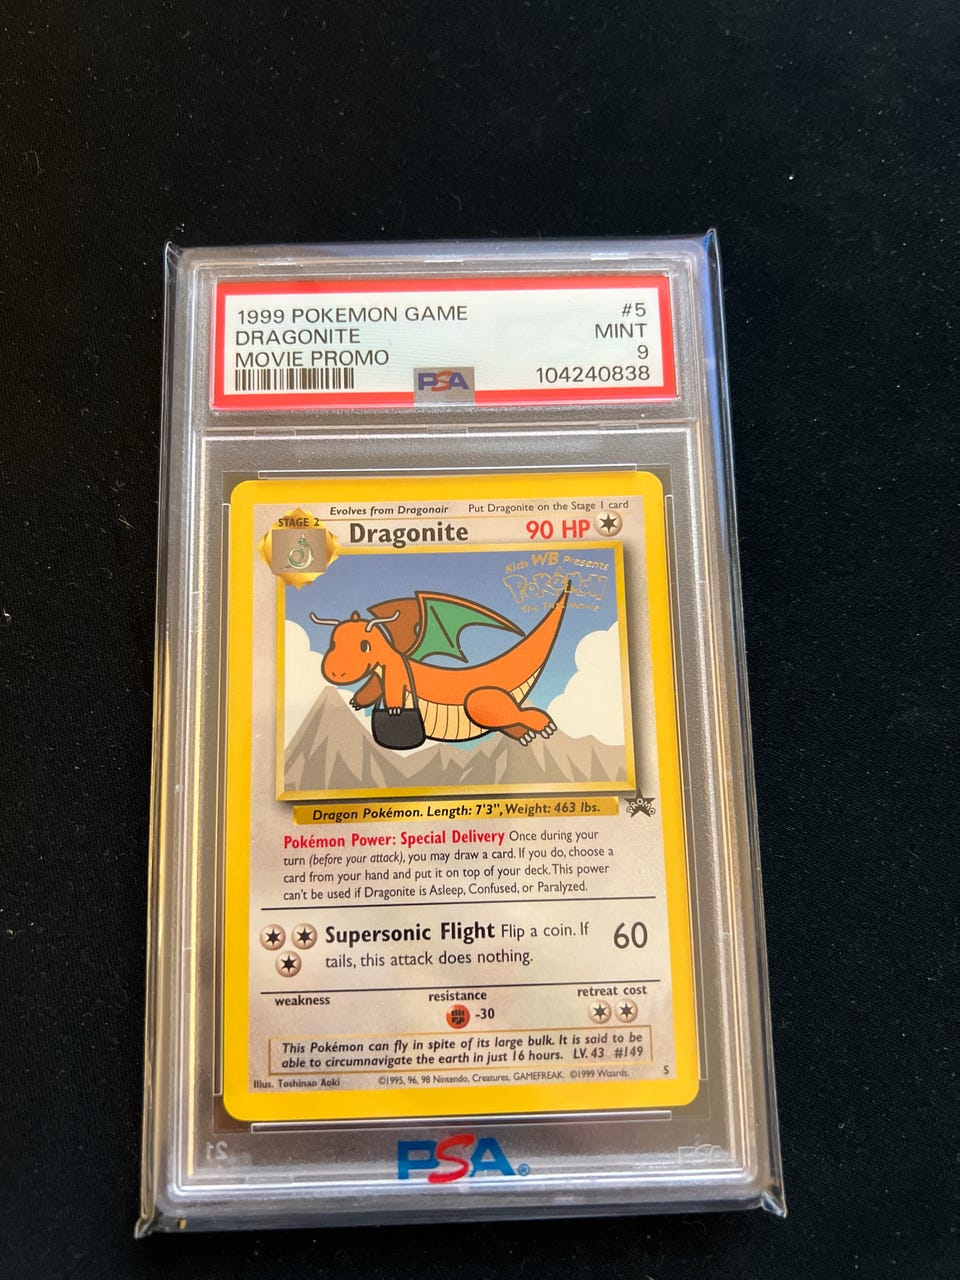 1999 POKEMON GAME #5
DRAGONITE MINT
MOVIE PROMO 9
PSA 104240838
Evolves from Dragonair Put Dragonite on the Stage 1 card
STAGE 2
Dragonite 90 HP
Kids WB Presents
POKéMON
The First Movie
Dragon Pokémon. Length: 7'3", Weight: 463 lbs.
PROMO
Pokémon Power: Special Delivery Once during your
turn (before your attack), you may draw a card. If you do, choose a
card from your hand and put it on top of your deck. This power
can't be used if Dragonite is Asleep, Confused, or Paralyzed.
Supersonic Flight Flip a coin. If 60
tails, this attack does nothing.
weakness resistance retreat cost
-30
This Pokémon can fly in spite of its large bulk. It is said to be
able to circumnavigate the earth in just 16 hours. LV. 43 #149
Illus. Toshinao Aoki ©1995, 96, 98 Nintendo, Creatures, GAMEFREAK. ©1999 Wizards. 5
PSA®